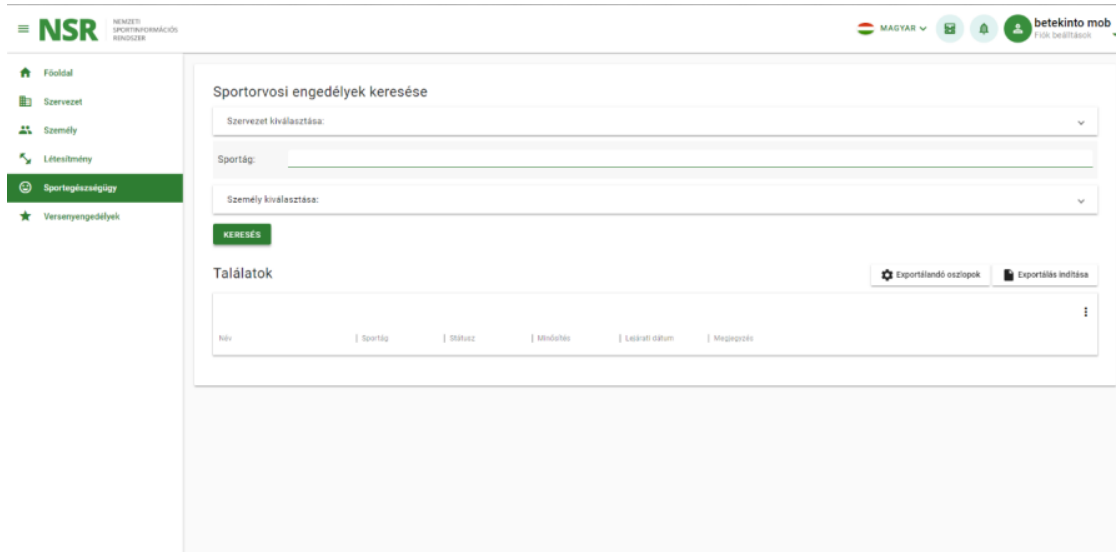 NSR
NEMZETI
SPORTINFORMÁCIÓS
RENDSZER
MAGYAR
betekinto mob
Fiók beállítások
Főoldal
Szervezet
Személy
Létesítmény
Sportegészségügy
Versenyengedélyek
Sportorvosi engedélyek keresése
Szervezet kiválasztása:
Sportág:
Személy kiválasztása:
KERESÉS
Találatok
Exportálandó oszlopok
Exportálás indítása
Név | Sportág | Státusz | Minősítés | Lejárati dátum | Megjegyzés